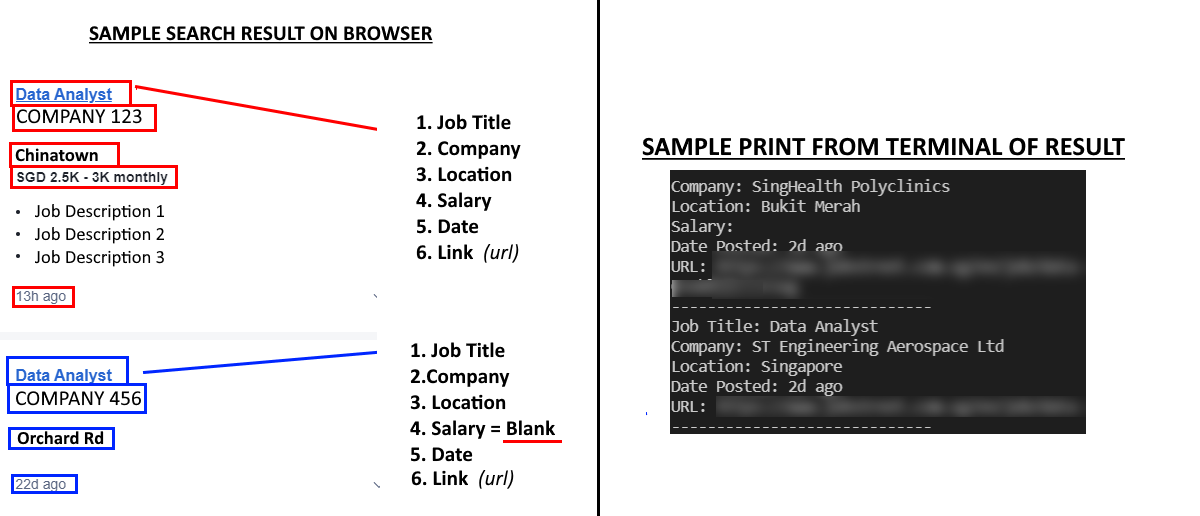 SAMPLE SEARCH RESULT ON BROWSER
Data Analyst
COMPANY 123
Chinatown
SGD 2.5K - 3K monthly
• Job Description 1
• Job Description 2
• Job Description 3
13h ago
1. Job Title
2. Company
3. Location
4. Salary
5. Date
6. Link (url)
Data Analyst
COMPANY 456
Orchard Rd
22d ago
1. Job Title
2.Company
3. Location
4. Salary = Blank
5. Date
6. Link (url)
SAMPLE PRINT FROM TERMINAL OF RESULT
Company: SingHealth Polyclinics
Location: Bukit Merah
Salary:
Date Posted: 2d ago
URL:
-----------------------------
Job Title: Data Analyst
Company: ST Engineering Aerospace Ltd
Location: Singapore
Date Posted: 2d ago
URL:
-----------------------------